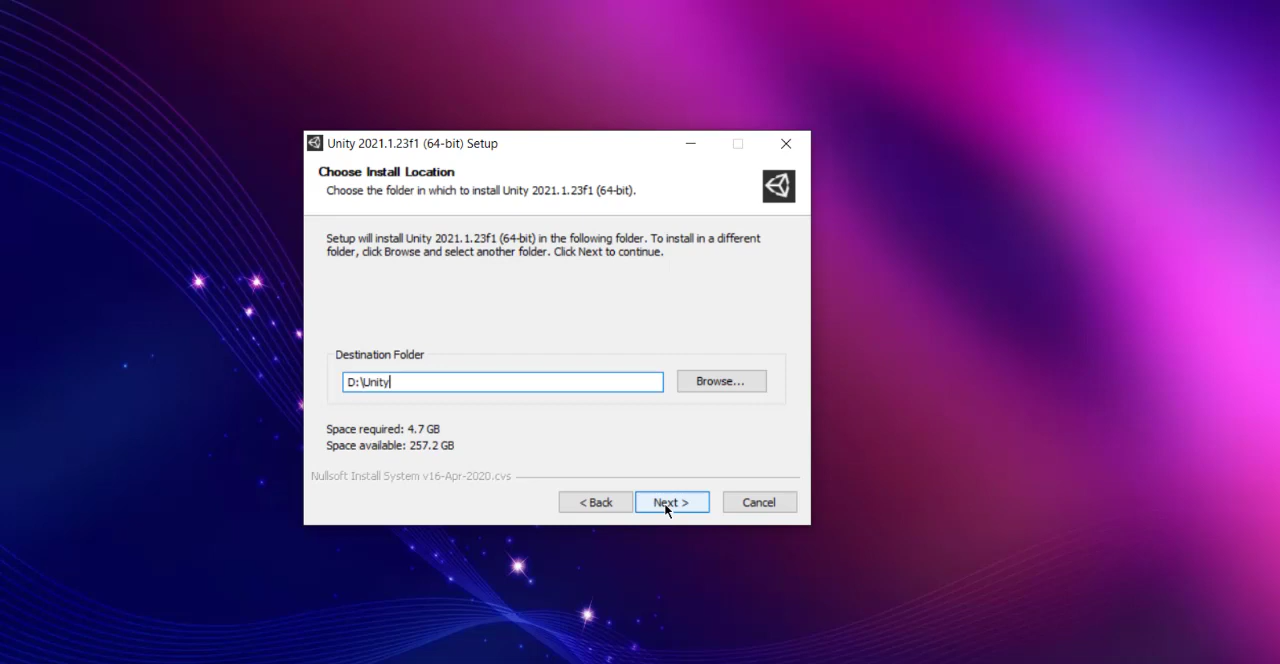 Unity 2021.1.23f1 (64-bit) Setup
Choose Install Location
Choose the folder in which to install Unity 2021.1.23f1 (64-bit).
Setup will install Unity 2021.1.23f1 (64-bit) in the following folder. To install in a different
folder, click Browse and select another folder. Click Next to continue.
Destination Folder
D:\Unity
Browse...
Space required: 4.7 GB
Space available: 257.2 GB
Nullsoft Install System v16-Apr-2020.cvs
< Back
Next >
Cancel